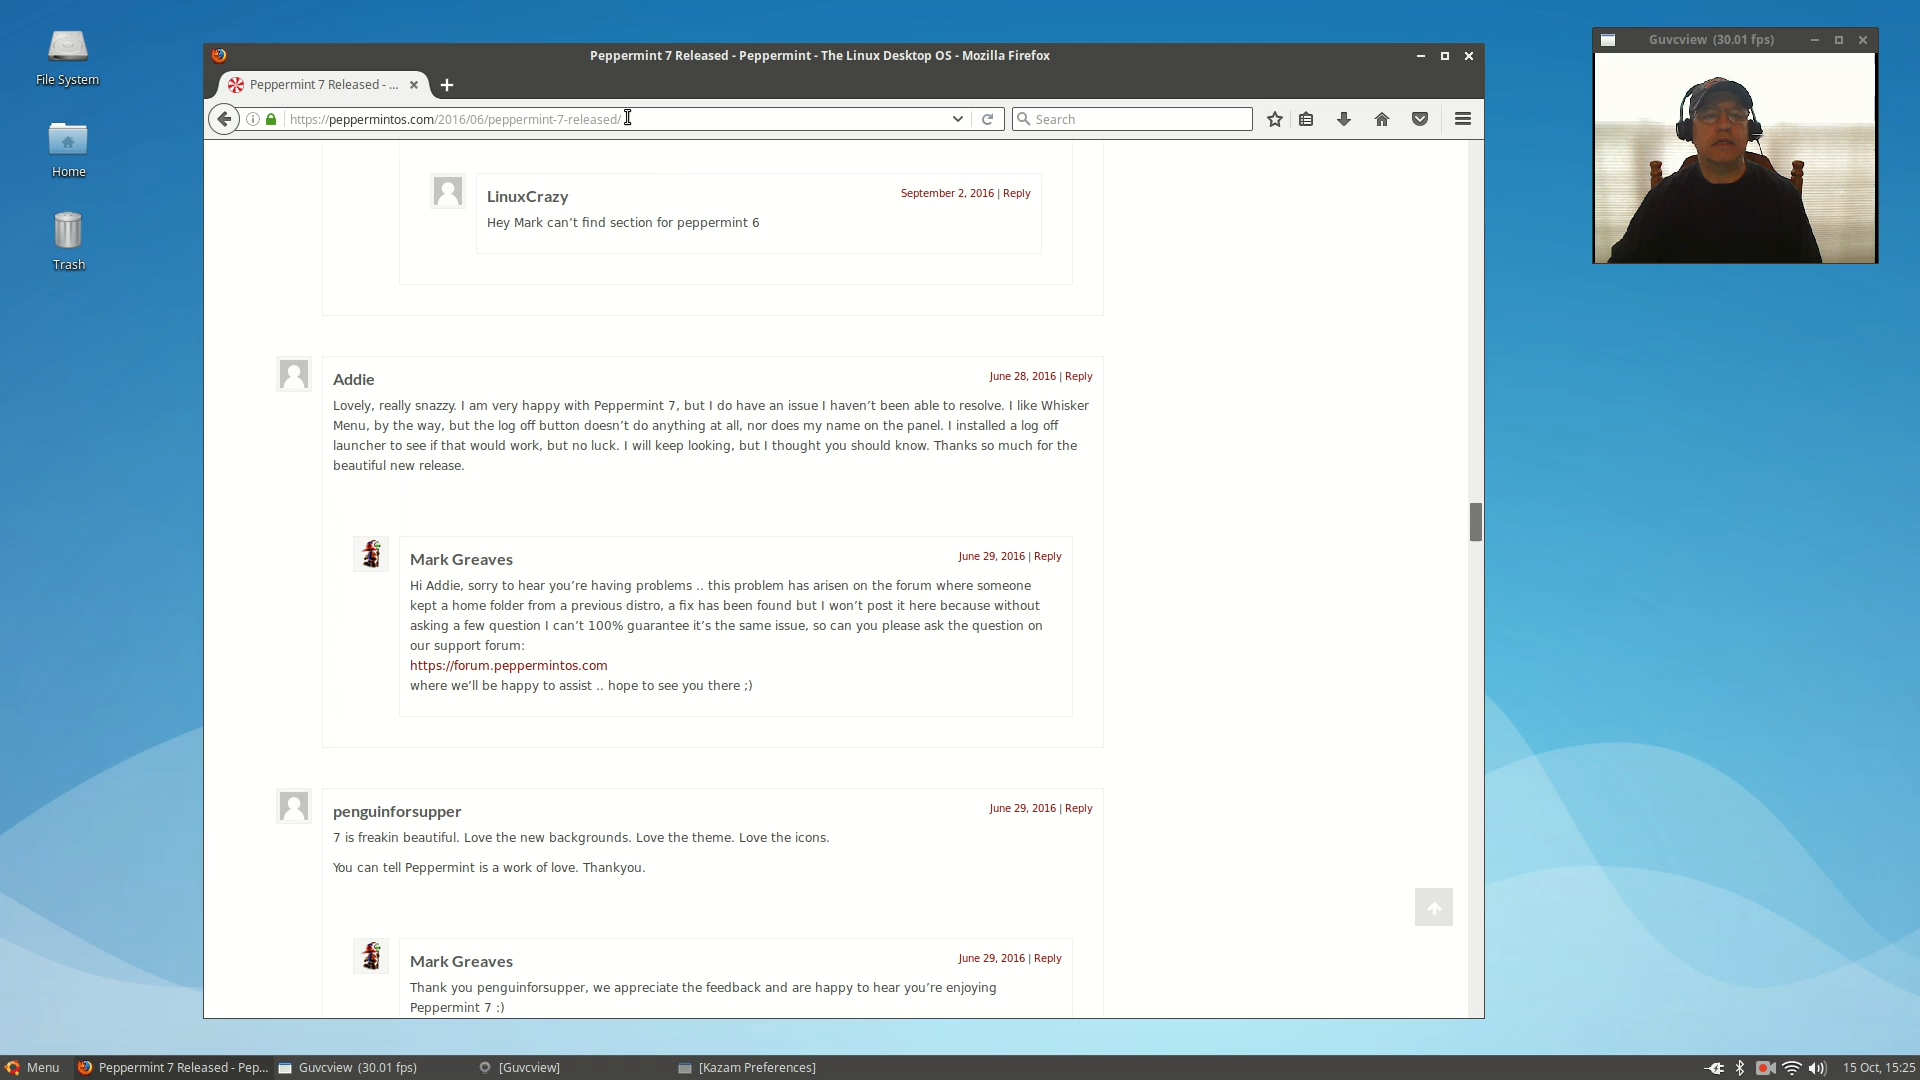 File System
Home
Trash
Peppermint 7 Released - Peppermint - The Linux Desktop OS - Mozilla Firefox
Peppermint 7 Released - ...
https://peppermintos.com/2016/06/peppermint-7-released/
Search
LinuxCrazy
September 2, 2016 | Reply
Hey Mark can’t find section for peppermint 6
Addie
June 28, 2016 | Reply
Lovely, really snazzy. I am very happy with Peppermint 7, but I do have an issue I haven’t been able to resolve. I like Whisker
Menu, by the way, but the log off button doesn’t do anything at all, nor does my name on the panel. I installed a log off
launcher to see if that would work, but no luck. I will keep looking, but I thought you should know. Thanks so much for the
beautiful new release.
Mark Greaves
June 29, 2016 | Reply
Hi Addie, sorry to hear you’re having problems .. this problem has arisen on the forum where someone
kept a home folder from a previous distro, a fix has been found but I won’t post it here because without
asking a few question I can’t 100% guarantee it’s the same issue, so can you please ask the question on
our support forum:
https://forum.peppermintos.com
where we’ll be happy to assist .. hope to see you there ;)
penguinforsupper
June 29, 2016 | Reply
7 is freakin beautiful. Love the new backgrounds. Love the theme. Love the icons.
You can tell Peppermint is a work of love. Thankyou.
Mark Greaves
June 29, 2016 | Reply
Thank you penguinforsupper, we appreciate the feedback and are happy to hear you’re enjoying
Peppermint 7 :)
Guvcview (30.01 fps)
Menu
Peppermint 7 Released - Pep...
Guvcview (30.01 fps)
[Guvcview]
[Kazam Preferences]
15 Oct, 15:25